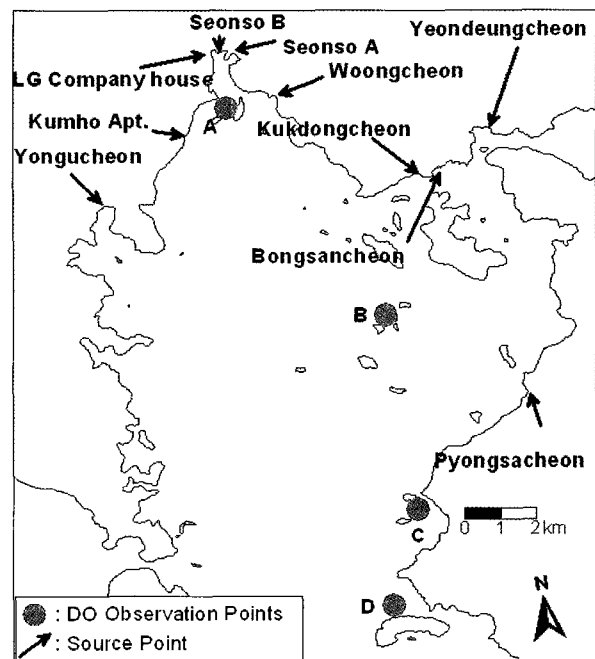 Seonso B
Yeondeungcheon
Seonso A
LG Company house
Woongcheon
Kumho Apt.
A
Kukdongcheon
Yongucheon
Bongsancheon
B
Pyongsacheon
C
0 1 2km
D
N
: DO Observation Points
: Source Point